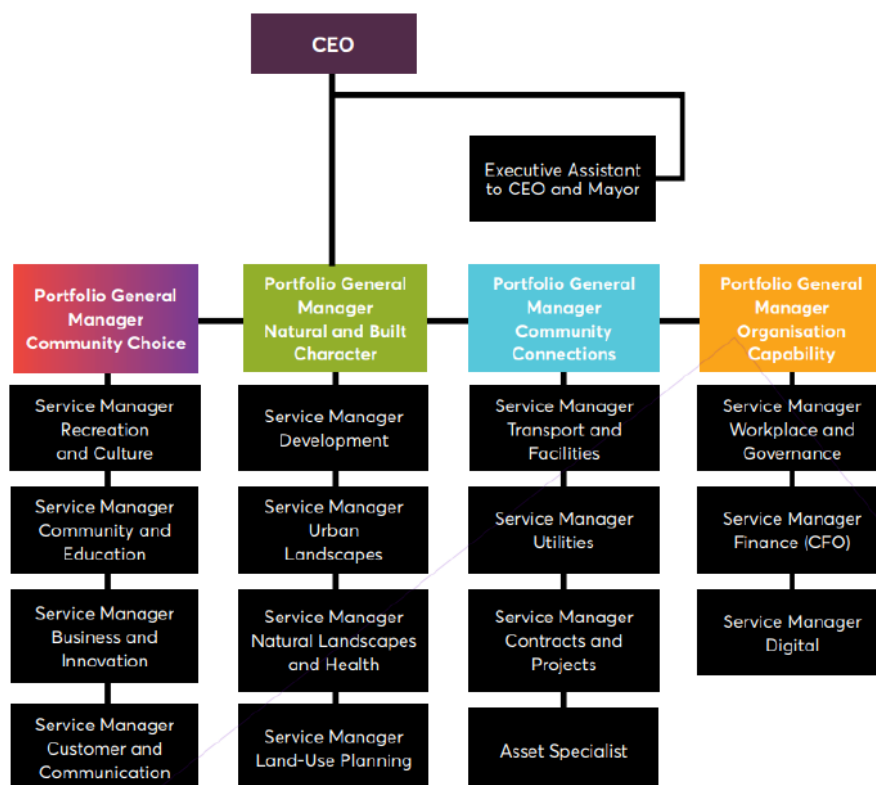 CEO
Executive Assistant
to CEO and Mayor
Portfolio General
Manager
Community Choice
Portfolio General
Manager
Natural and Built
Character
Portfolio General
Manager
Community
Connections
Portfolio General
Manager
Organisation
Capability
Service Manager
Recreation
and Culture
Service Manager
Community and
Education
Service Manager
Business and
Innovation
Service Manager
Customer and
Communication
Service Manager
Development
Service Manager
Urban
Landscapes
Service Manager
Natural Landscapes
and Health
Service Manager
Land-Use Planning
Service Manager
Transport and
Facilities
Service Manager
Utilities
Service Manager
Contracts and
Projects
Asset Specialist
Service Manager
Workplace and
Governance
Service Manager
Finance (CFO)
Service Manager
Digital